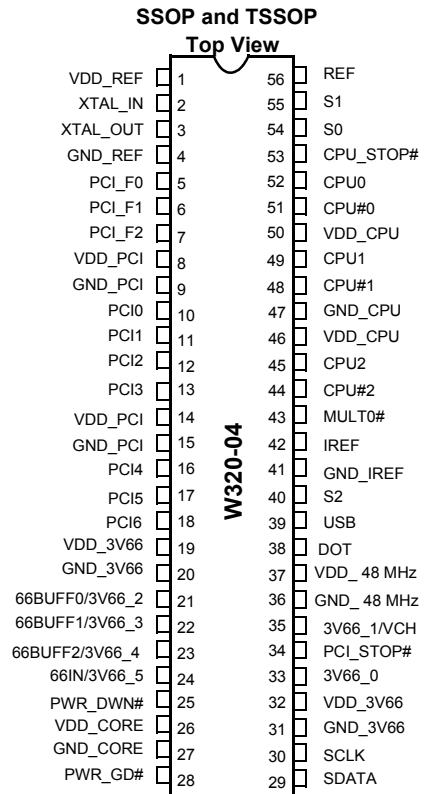 SSOP and TSSOP
Top View
VDD_REF 1 56 REF
XTAL_IN 2 55 S1
XTAL_OUT 3 54 S0
GND_REF 4 53 CPU_STOP#
PCI_F0 5 52 CPU0
PCI_F1 6 51 CPU#0
PCI_F2 7 50 VDD_CPU
VDD_PCI 8 49 CPU1
GND_PCI 9 48 CPU#1
PCI0 10 47 GND_CPU
PCI1 11 46 VDD_CPU
PCI2 12 45 CPU2
PCI3 13 44 CPU#2
VDD_PCI 14 43 MULT0#
GND_PCI 15 42 IREF
PCI4 16 41 GND_IREF
PCI5 17 40 S2
PCI6 18 39 USB
VDD_3V66 19 38 DOT
GND_3V66 20 37 VDD_ 48 MHz
66BUFF0/3V66_2 21 36 GND_ 48 MHz
66BUFF1/3V66_3 22 35 3V66_1/VCH
66BUFF2/3V66_4 23 34 PCI_STOP#
66IN/3V66_5 24 33 3V66_0
PWR_DWN# 25 32 VDD_3V66
VDD_CORE 26 31 GND_3V66
GND_CORE 27 30 SCLK
PWR_GD# 28 29 SDATA
W320-04